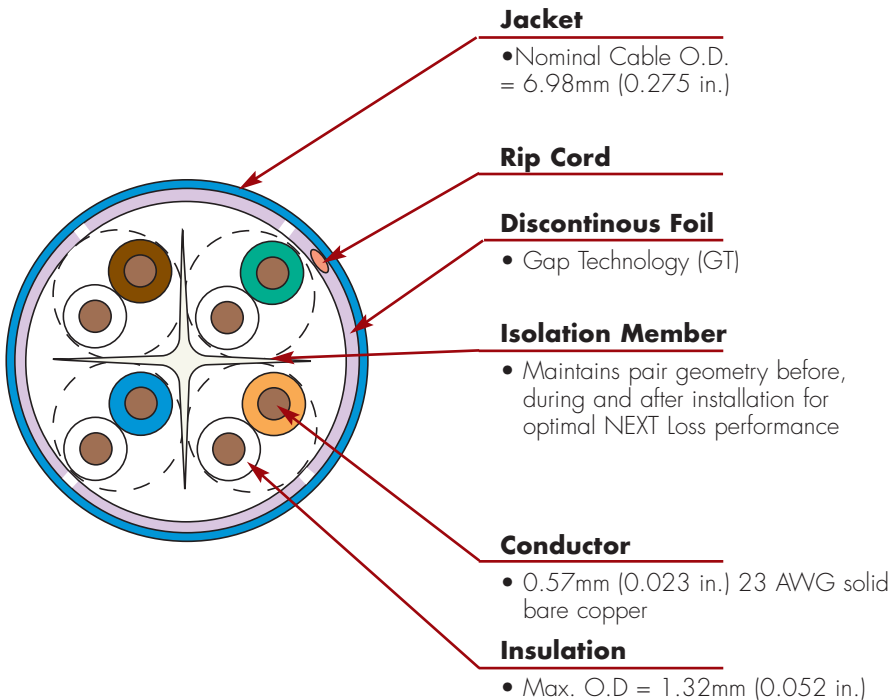 Jacket
•Nominal Cable O.D.
= 6.98mm (0.275 in.)
Rip Cord
Discontinous Foil
• Gap Technology (GT)
Isolation Member
• Maintains pair geometry before,
during and after installation for
optimal NEXT Loss performance
Conductor
• 0.57mm (0.023 in.) 23 AWG solid
bare copper
Insulation
• Max. O.D = 1.32mm (0.052 in.)